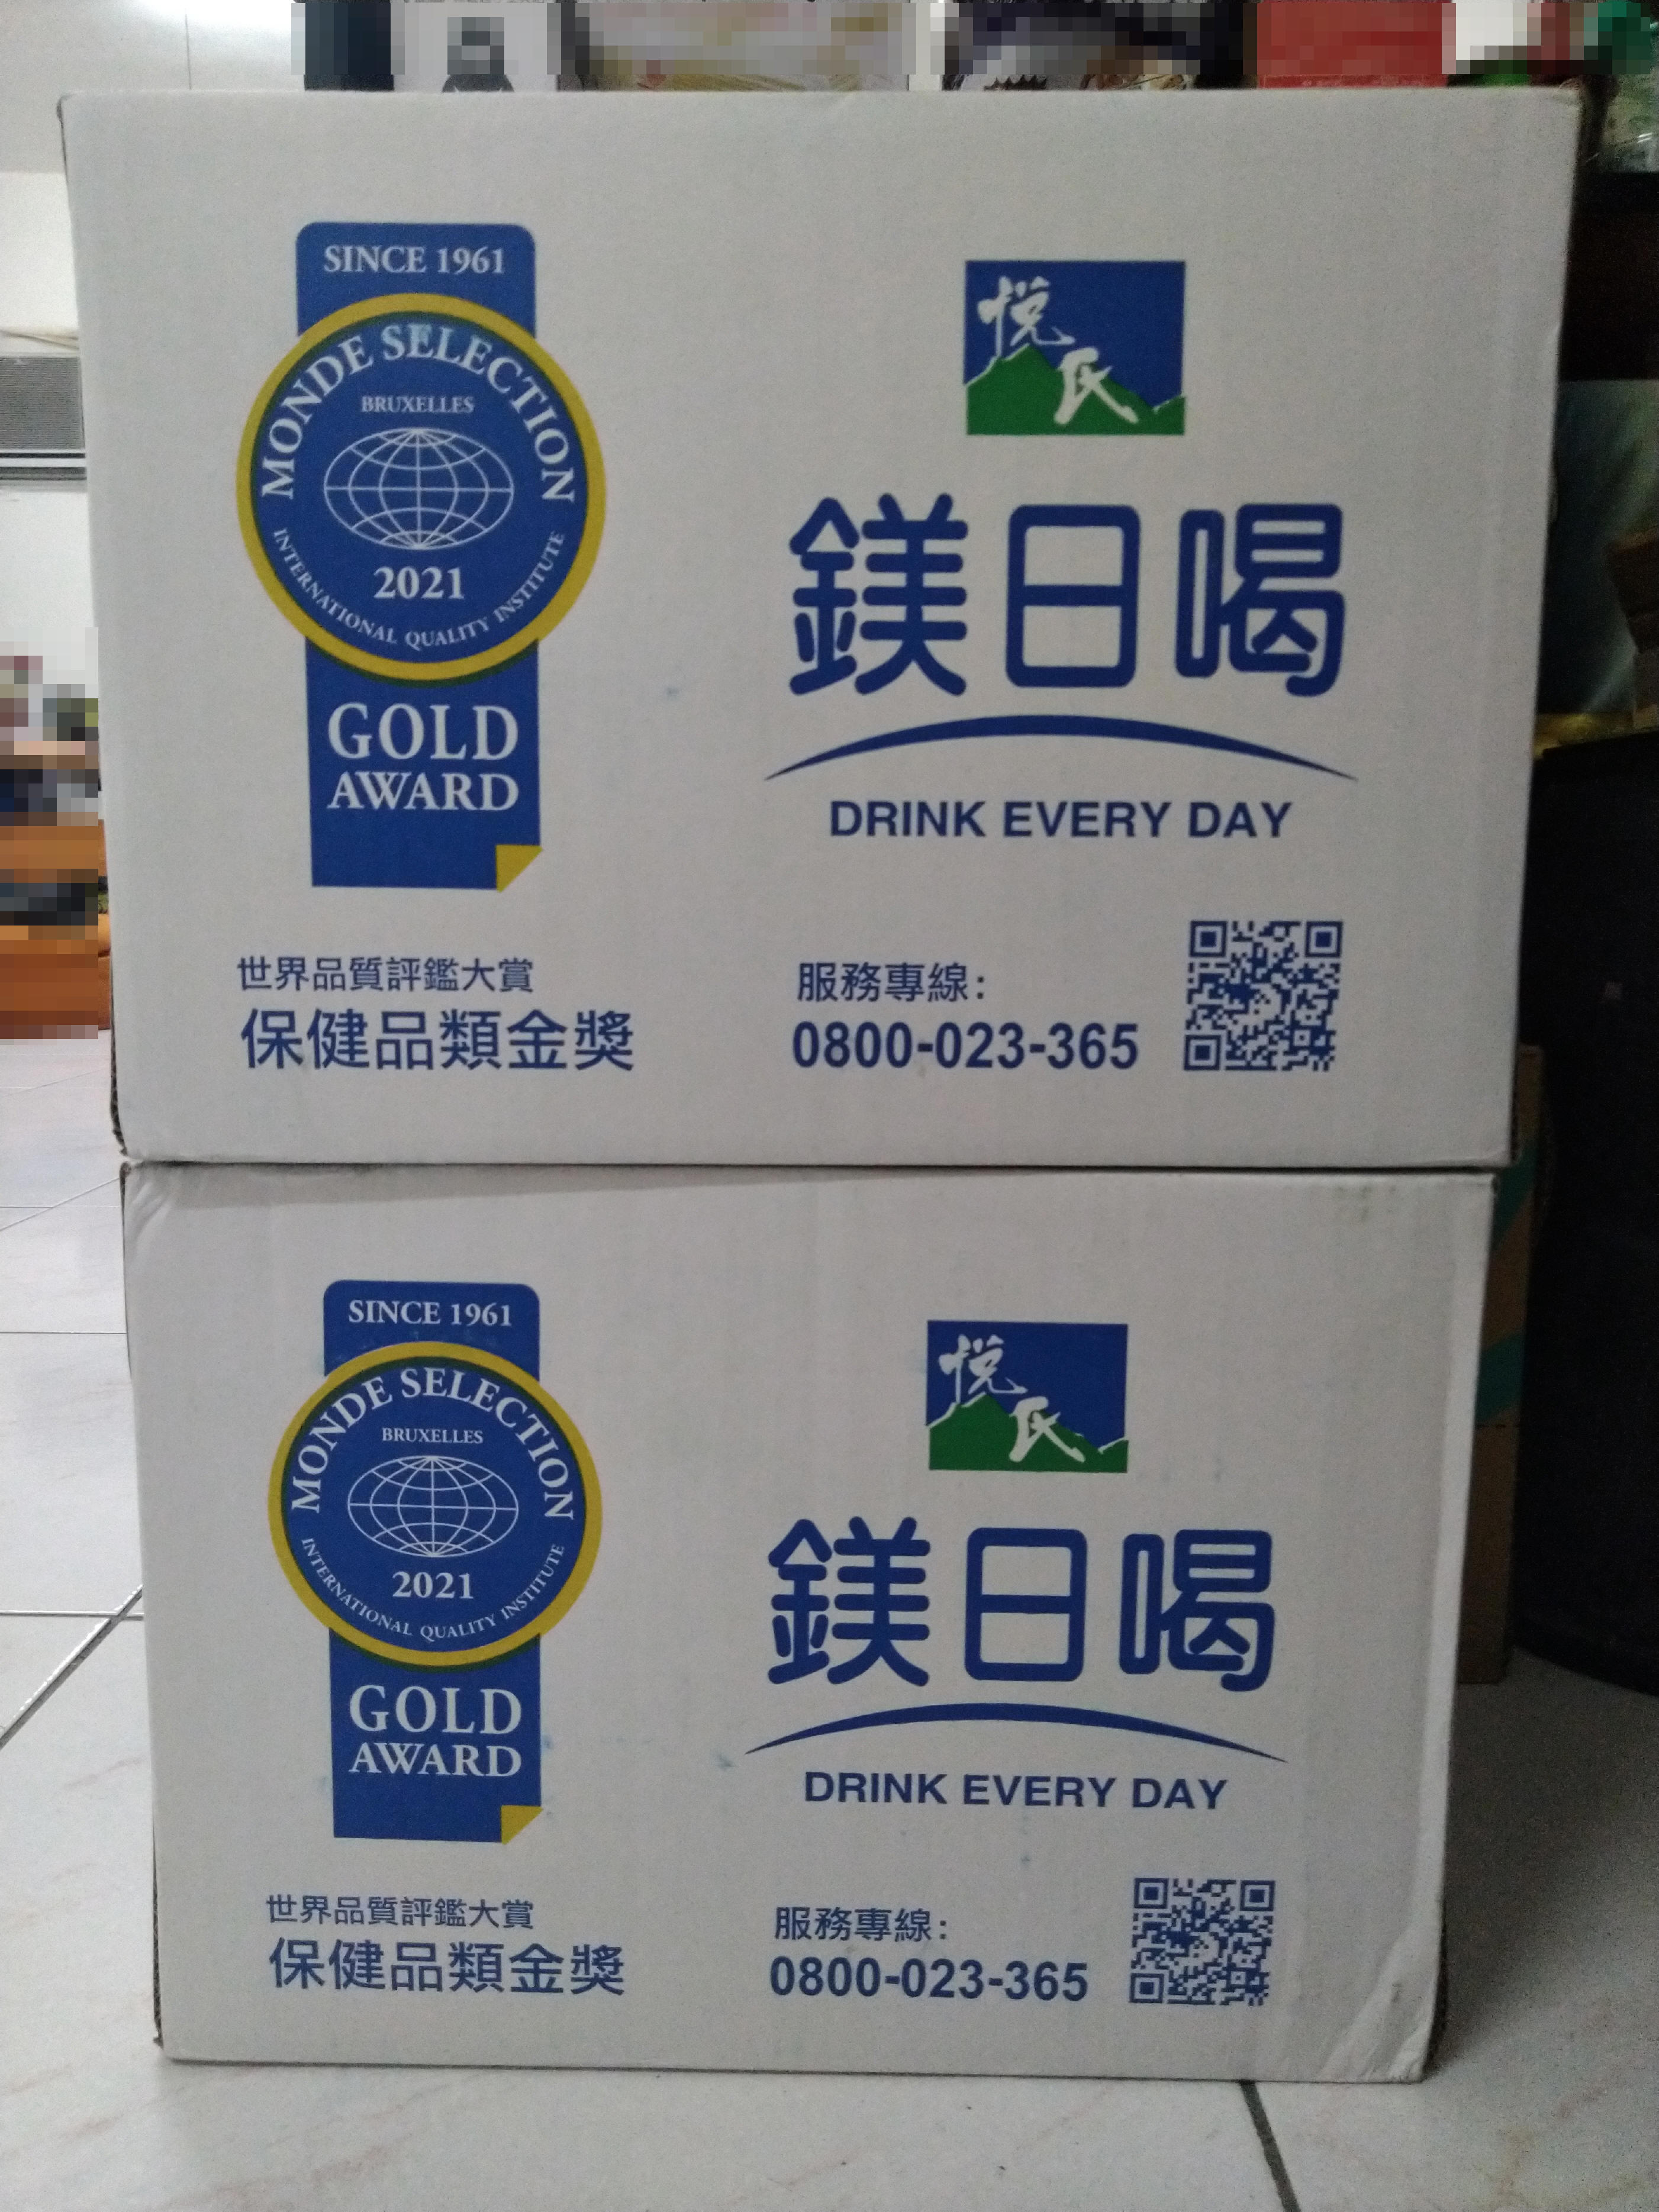 SINCE 1961
MONDE SELECTION
BRUXELLES
2021
INTERNATIONAL QUALITY INSTITUTE
GOLD
AWARD
世界品質評鑑大賞
保健品類金獎
悅氏
鎂日喝
DRINK EVERY DAY
服務專線:
0800-023-365
SINCE 1961
MONDE SELECTION
BRUXELLES
2021
INTERNATIONAL QUALITY INSTITUTE
GOLD
AWARD
世界品質評鑑大賞
保健品類金獎
悅氏
鎂日喝
DRINK EVERY DAY
服務專線:
0800-023-365